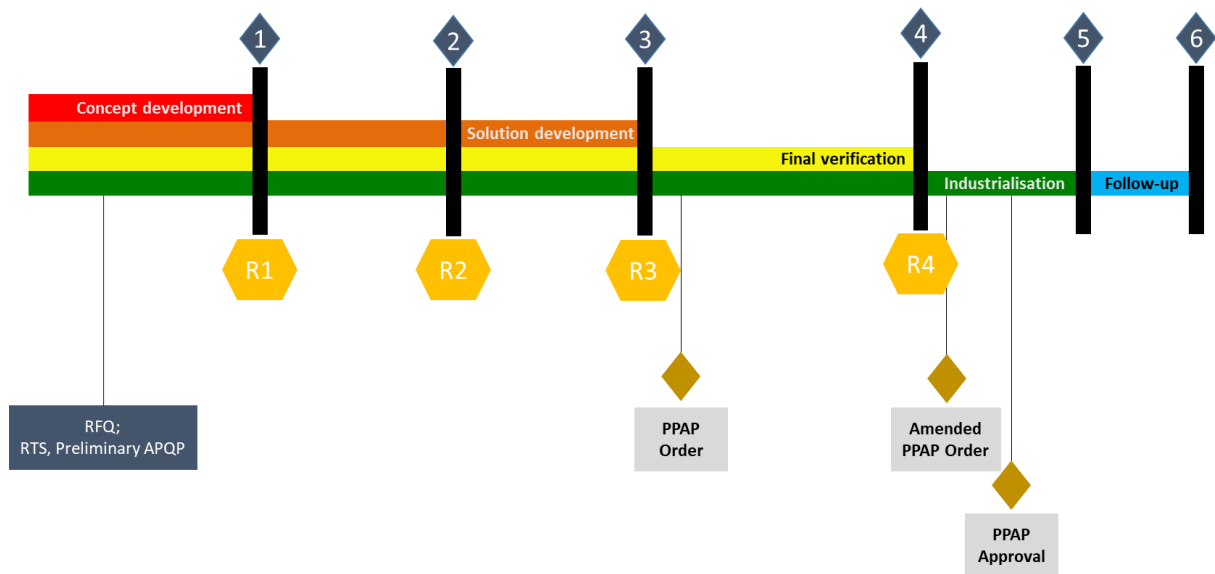 1
2
3
4
5
6
Concept development
Solution development
Final verification
Industrialisation
Follow-up
R1
R2
R3
R4
RFQ;
RTS, Preliminary APQP
PPAP
Order
Amended
PPAP Order
PPAP
Approval